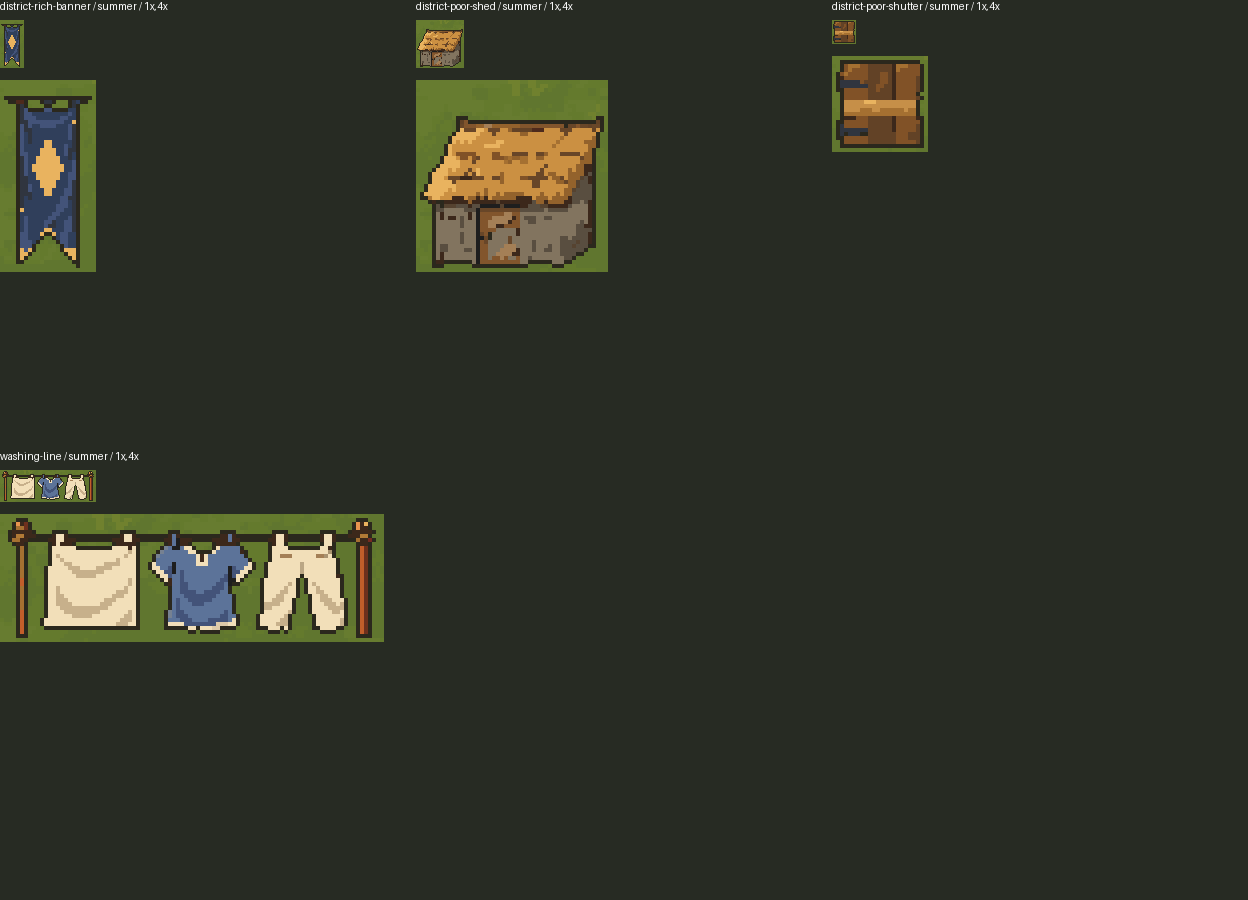 district-rich-banner / summer / 1x,4x
district-poor-shed / summer / 1x,4x
district-poor-shutter / summer / 1x,4x
washing-line / summer / 1x,4x